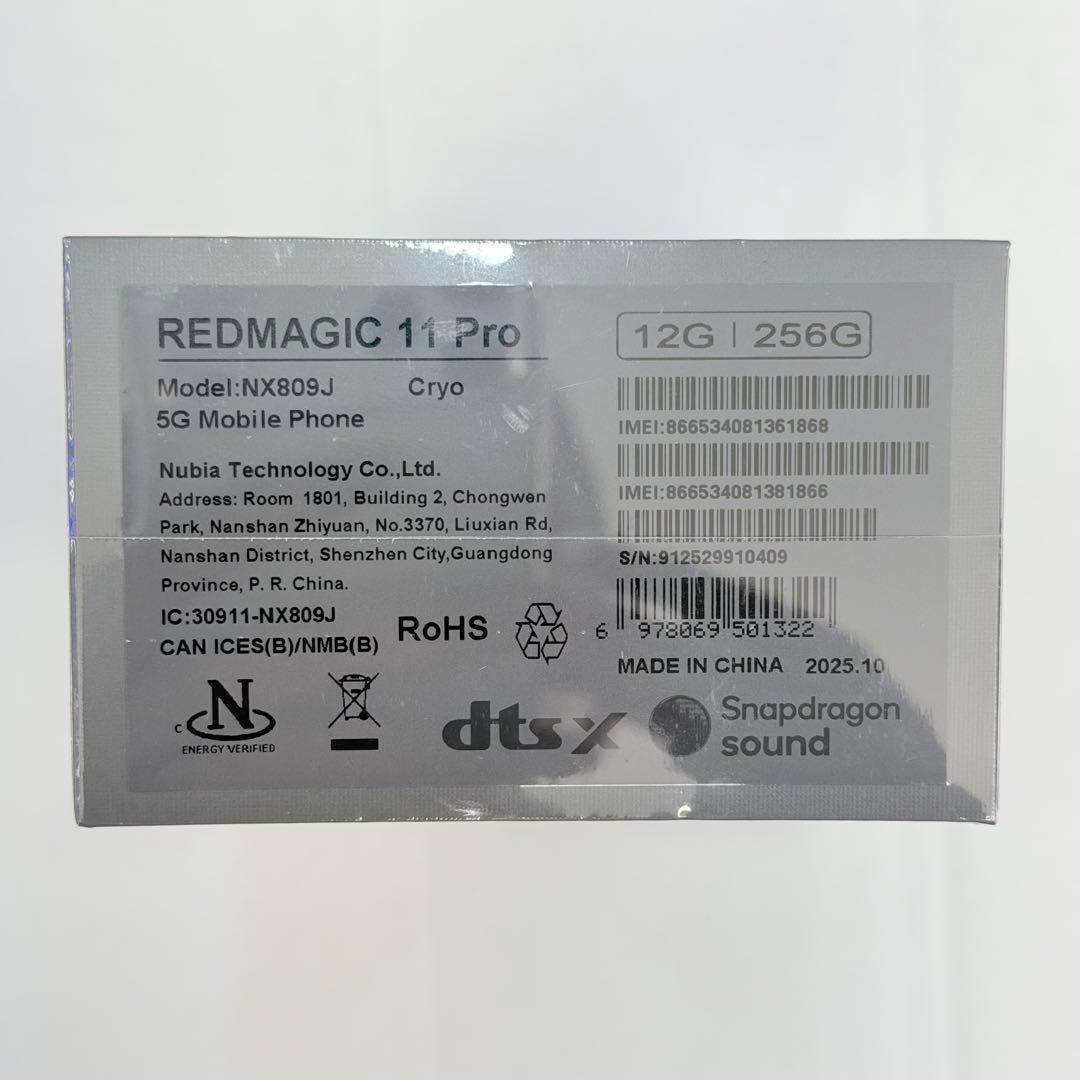 REDMAGIC 11 Pro
12G | 256G
Model:NX809J Cryo
5G Mobile Phone
IMEI:866534081361868
IMEI:866534081381866
Nubia Technology Co.,Ltd.
Address: Room 1801, Building 2, Chongwen
Park, Nanshan Zhiyuan, No.3370, Liuxian Rd,
Nanshan District, Shenzhen City,Guangdong
Province, P. R. China.
S/N:912529910409
IC:30911-NX809J
CAN ICES(B)/NMB(B)
RoHS
6 978069 501322
MADE IN CHINA 2025.10
C N
ENERGY VERIFIED
dts x
Snapdragon
sound